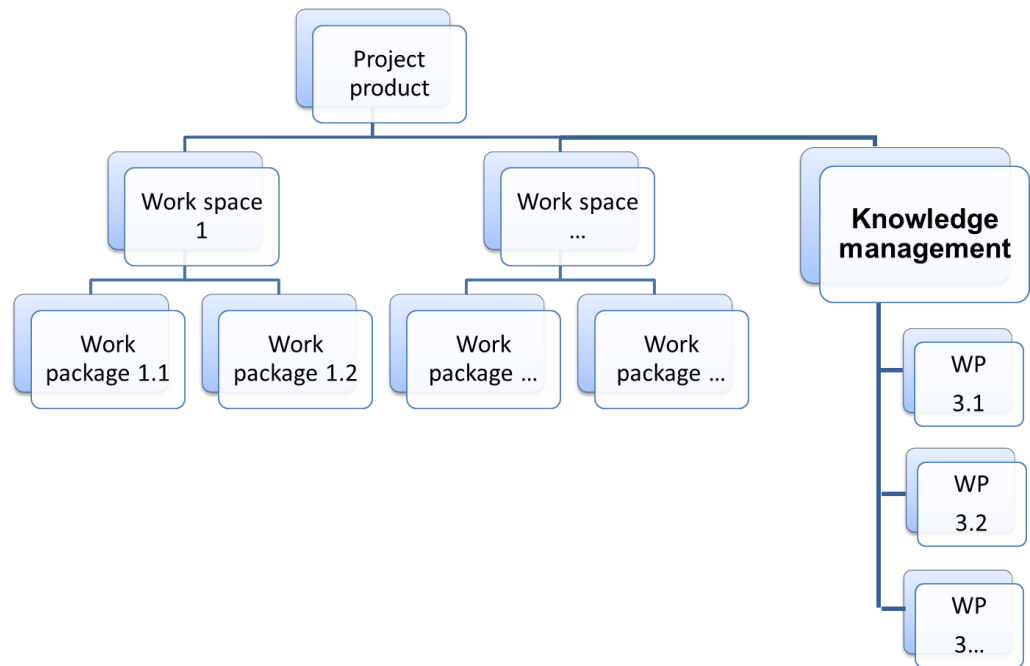 Project
product
Work space
1
Work space
...
Knowledge
management
Work
package 1.1
Work
package 1.2
Work
package ...
Work
package ...
WP
3.1
WP
3.2
WP
3...